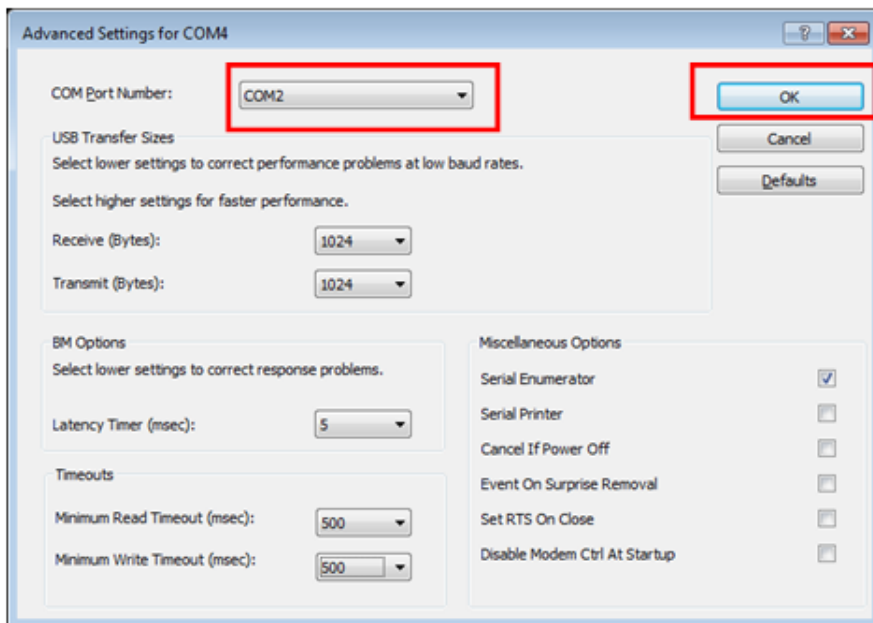 Advanced Settings for COM4
COM Port Number: COM2
OK
USB Transfer Sizes
Cancel
Select lower settings to correct performance problems at low baud rates.
Defaults
Select higher settings for faster performance.
Receive (Bytes): 1024
Transmit (Bytes): 1024
BM Options
Select lower settings to correct response problems.
Latency Timer (msec): 5
Timeouts
Minimum Read Timeout (msec): 500
Minimum Write Timeout (msec): 500
Miscellaneous Options
Serial Enumerator
Serial Printer
Cancel If Power Off
Event On Surprise Removal
Set RTS On Close
Disable Modem Ctrl At Startup